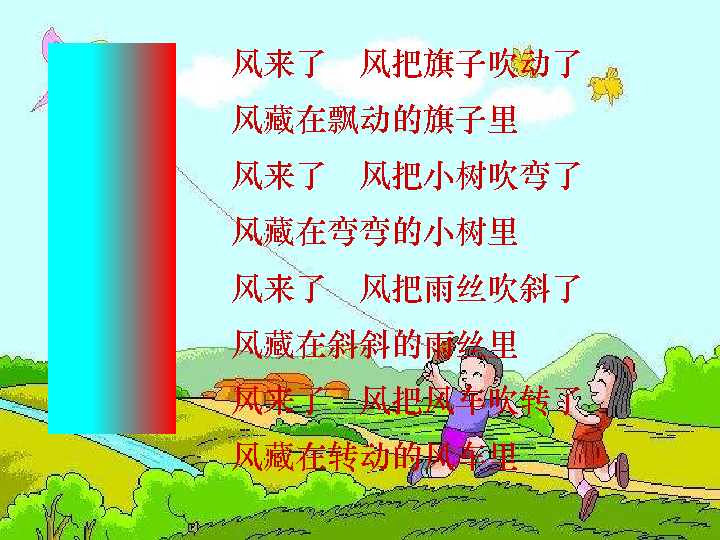 风来了　风把旗子吹动了
风藏在飘动的旗子里
风来了　风把小树吹弯了
风藏在弯弯的小树里
风来了　风把雨丝吹斜了
风藏在斜斜的雨丝里
风来了　风把风车吹转了
风藏在转动的风车里